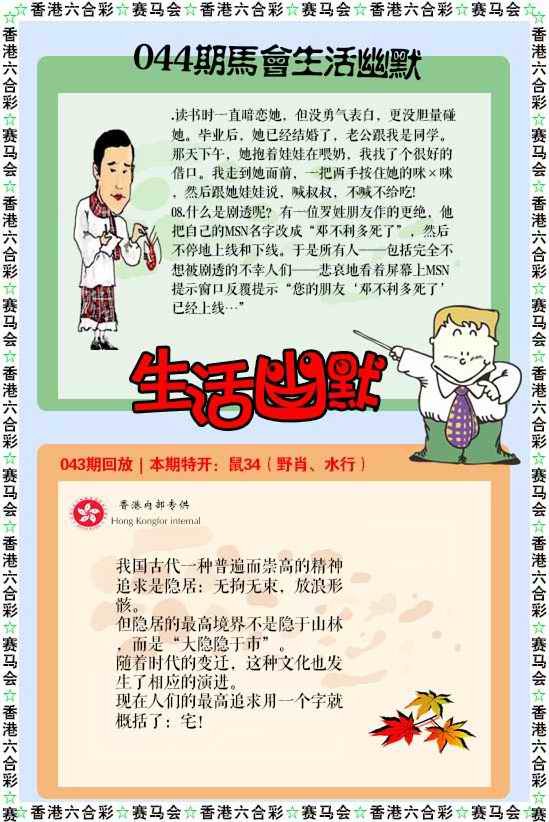 香港六合彩☆赛马会☆香港六合彩☆赛马会☆香港六合彩☆赛马会☆
044期馬會生活幽默
.读书时一直暗恋她，但没勇气表白，更没胆量碰
她。毕业后，她已经结婚了，老公跟我是同学。
那天下午，她抱着娃娃在喂奶，我找了个很好的
借口。我走到她面前，一把两手按住她的咪×咪
，然后跟她娃娃说，喊叔叔，不喊不给吃!
08.什么是剧透呢？有一位罗娃朋友作的更绝，他
把自己的MSN名字改成“邓不利多死了”，然后
不停地上线和下线。于是所有人——包括完全不
想被剧透的不幸人们——悲哀地看着屏幕上MSN
提示窗口反覆提示“您的朋友‘邓不利多死了’
已经上线…”
生活幽默
043期回放 | 本期特开：鼠34（野肖、水行）
香港内部专供
Hong Kongfor internal
我国古代一种普遍而崇高的精神
追求是隐居：无拘无束，放浪形
骸。
但隐居的最高境界不是隐于山林
，而是“大隐隐于市”。
随着时代的变迁，这种文化也发
生了相应的演进。
现在人们的最高追求用一个字就
概括了：宅!
香港六合彩☆赛马会☆香港六合彩☆赛马会☆香港六合彩☆赛
香港六合彩☆赛马会☆香港六合彩☆赛马会☆香港六合彩☆赛
赛☆香港六合彩☆赛马会☆香港六合彩☆赛马会☆香港六合彩☆赛马会☆